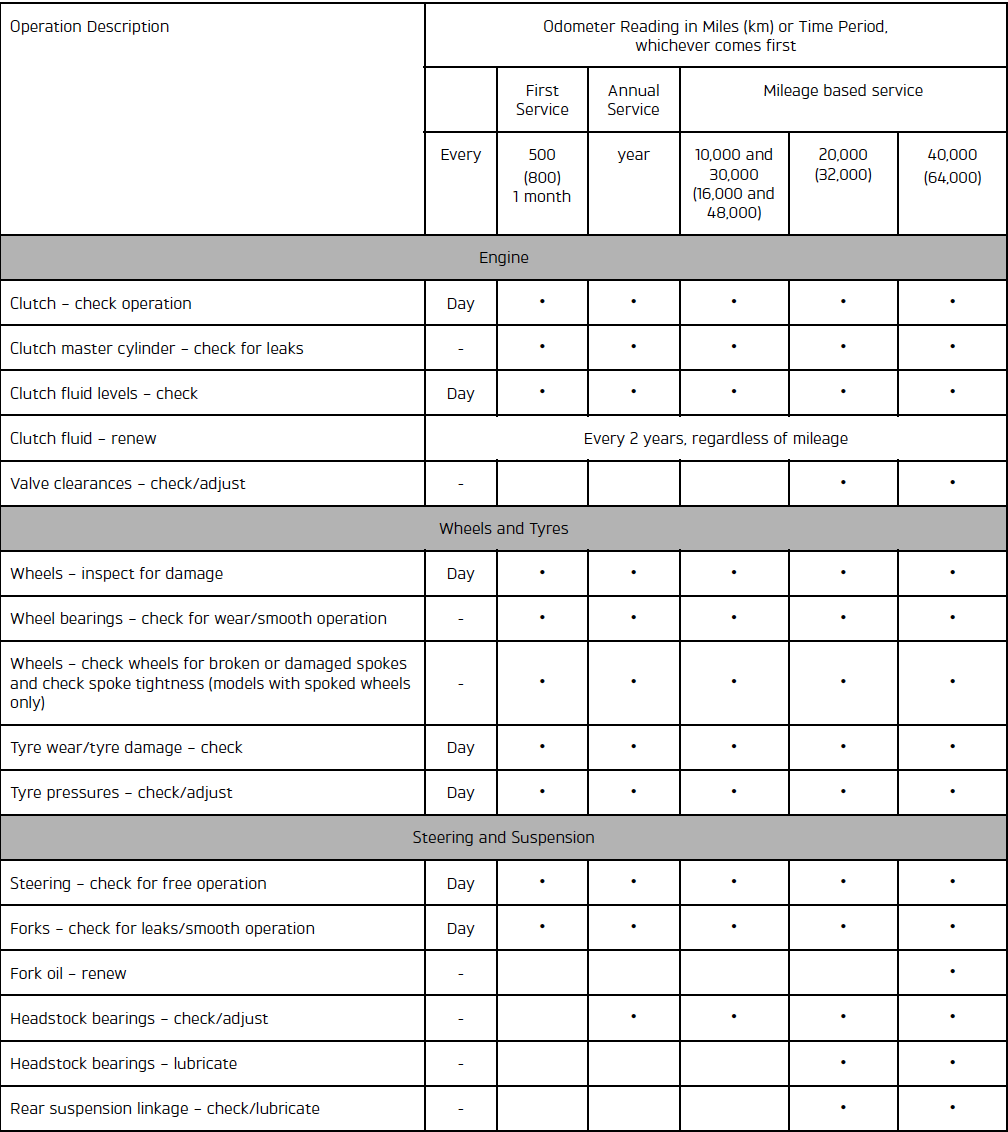 Operation Description
Odometer Reading in Miles (km) or Time Period,
whichever comes first
First
Service
Annual
Service
Mileage based service
Every
500
(800)
1 month
year
10,000 and
30,000
(16,000 and
48,000)
20,000
(32,000)
40,000
(64,000)
Engine
Clutch – check operation Day • • • • •
Clutch master cylinder – check for leaks - • • • • •
Clutch fluid levels – check Day • • • • •
Clutch fluid – renew Every 2 years, regardless of mileage
Valve clearances – check/adjust - • •
Wheels and Tyres
Wheels – inspect for damage Day • • • • •
Wheel bearings – check for wear/smooth operation - • • • • •
Wheels – check wheels for broken or damaged spokes
and check spoke tightness (models with spoked wheels
only)
- • • • • •
Tyre wear/tyre damage – check Day • • • • •
Tyre pressures – check/adjust Day • • • • •
Steering and Suspension
Steering – check for free operation Day • • • • •
Forks – check for leaks/smooth operation Day • • • • •
Fork oil – renew - •
Headstock bearings – check/adjust - • • • •
Headstock bearings – lubricate - • •
Rear suspension linkage – check/lubricate - • •